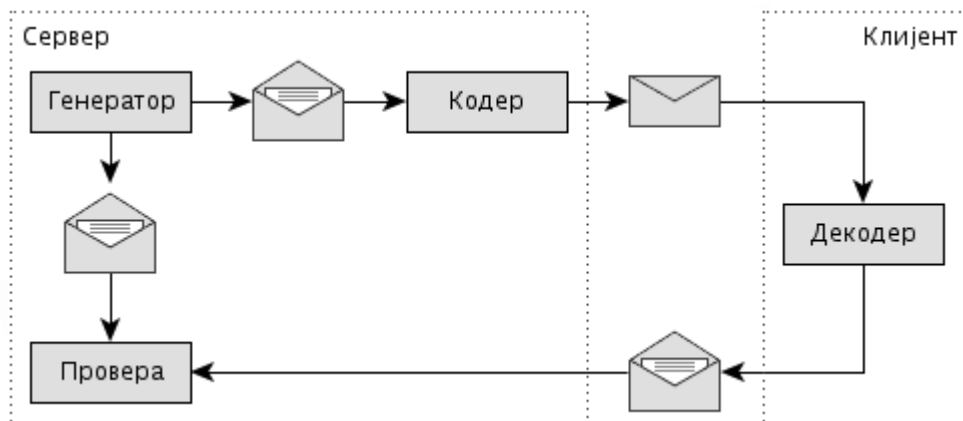 Сервер
Клијент
Генератор
Кодер
Декодер
Провера